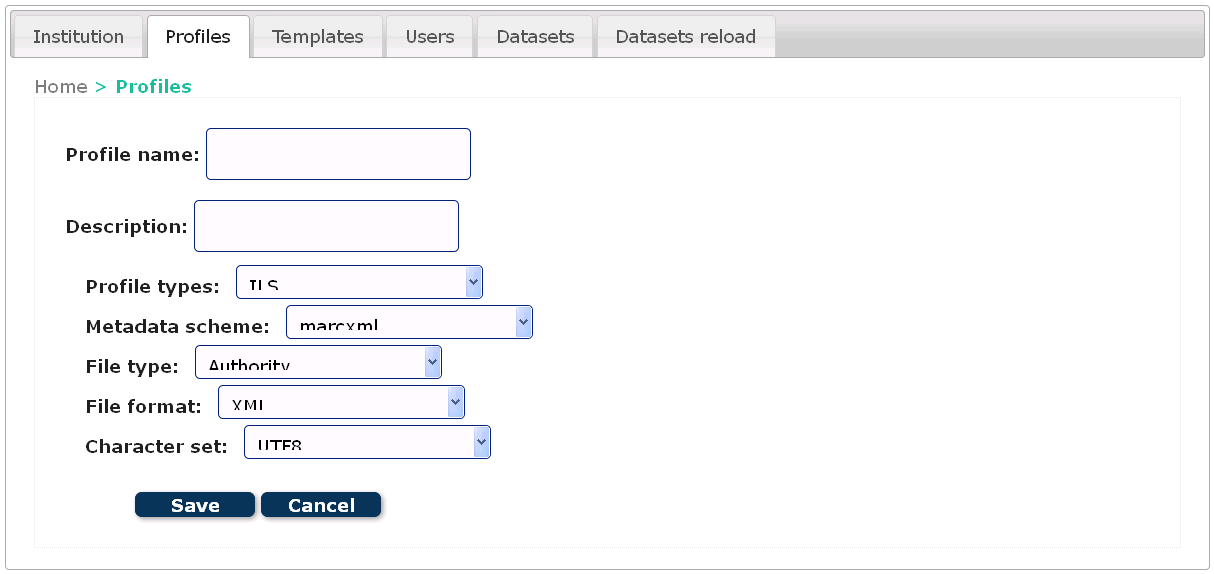 Institution Profiles Templates Users Datasets Datasets reload
Home > Profiles
Profile name:
Description:
Profile types: ILS
Metadata scheme: marcxml
File type: Authority
File format: XML
Character set: UTF8
Save Cancel